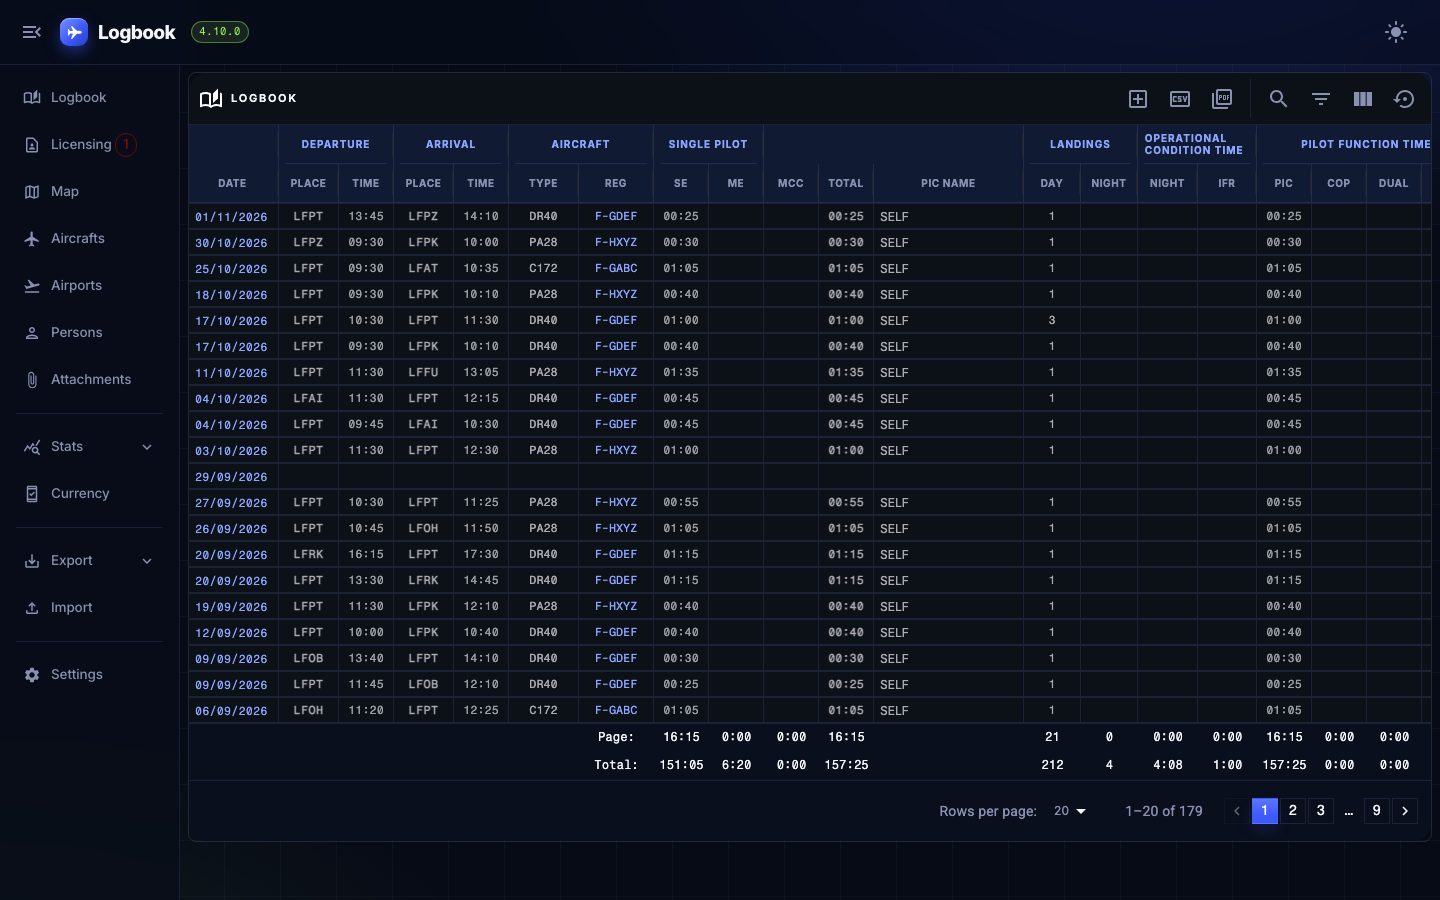 Logbook 4.10.0
Logbook
Licensing 1
Map
Aircrafts
Airports
Persons
Attachments
Stats
Currency
Export
Import
Settings
LOGBOOK
CSV
PDF
DEPARTURE ARRIVAL AIRCRAFT SINGLE PILOT LANDINGS OPERATIONAL CONDITION TIME PILOT FUNCTION TIME
DATE PLACE TIME PLACE TIME TYPE REG SE ME MCC TOTAL PIC NAME DAY NIGHT NIGHT IFR PIC COP DUAL
01/11/2026 LFPT 13:45 LFPZ 14:10 DR40 F-GDEF 00:25 00:25 SELF 1 00:25
30/10/2026 LFPZ 09:30 LFPK 10:00 PA28 F-HXYZ 00:30 00:30 SELF 1 00:30
25/10/2026 LFPT 09:30 LFAT 10:35 C172 F-GABC 01:05 01:05 SELF 1 01:05
18/10/2026 LFPT 09:30 LFPK 10:10 PA28 F-HXYZ 00:40 00:40 SELF 1 00:40
17/10/2026 LFPT 10:30 LFPT 11:30 DR40 F-GDEF 01:00 01:00 SELF 3 01:00
17/10/2026 LFPT 09:30 LFPK 10:10 DR40 F-GDEF 00:40 00:40 SELF 1 00:40
11/10/2026 LFPT 11:30 LFFU 13:05 PA28 F-HXYZ 01:35 01:35 SELF 1 01:35
04/10/2026 LFAI 11:30 LFPT 12:15 DR40 F-GDEF 00:45 00:45 SELF 1 00:45
04/10/2026 LFPT 09:45 LFAI 10:30 DR40 F-GDEF 00:45 00:45 SELF 1 00:45
03/10/2026 LFPT 11:30 LFPT 12:30 PA28 F-HXYZ 01:00 01:00 SELF 1 01:00
29/09/2026
27/09/2026 LFPT 10:30 LFPT 11:25 PA28 F-HXYZ 00:55 00:55 SELF 1 00:55
26/09/2026 LFPT 10:45 LFOH 11:50 PA28 F-HXYZ 01:05 01:05 SELF 1 01:05
20/09/2026 LFRK 16:15 LFPT 17:30 DR40 F-GDEF 01:15 01:15 SELF 1 01:15
20/09/2026 LFPT 13:30 LFRK 14:45 DR40 F-GDEF 01:15 01:15 SELF 1 01:15
19/09/2026 LFPT 11:30 LFPK 12:10 PA28 F-HXYZ 00:40 00:40 SELF 1 00:40
12/09/2026 LFPT 10:00 LFPK 10:40 DR40 F-GDEF 00:40 00:40 SELF 1 00:40
09/09/2026 LFOB 13:40 LFPT 14:10 DR40 F-GDEF 00:30 00:30 SELF 1 00:30
09/09/2026 LFPT 11:45 LFOB 12:10 DR40 F-GDEF 00:25 00:25 SELF 1 00:25
06/09/2026 LFOH 11:20 LFPT 12:25 C172 F-GABC 01:05 01:05 SELF 1 01:05
Page: 16:15 0:00 0:00 16:15 21 0 0:00 0:00 16:15 0:00 0:00
Total: 151:05 6:20 0:00 157:25 212 4 4:08 1:00 157:25 0:00 0:00
Rows per page: 20 1–20 of 179 1 2 3 … 9